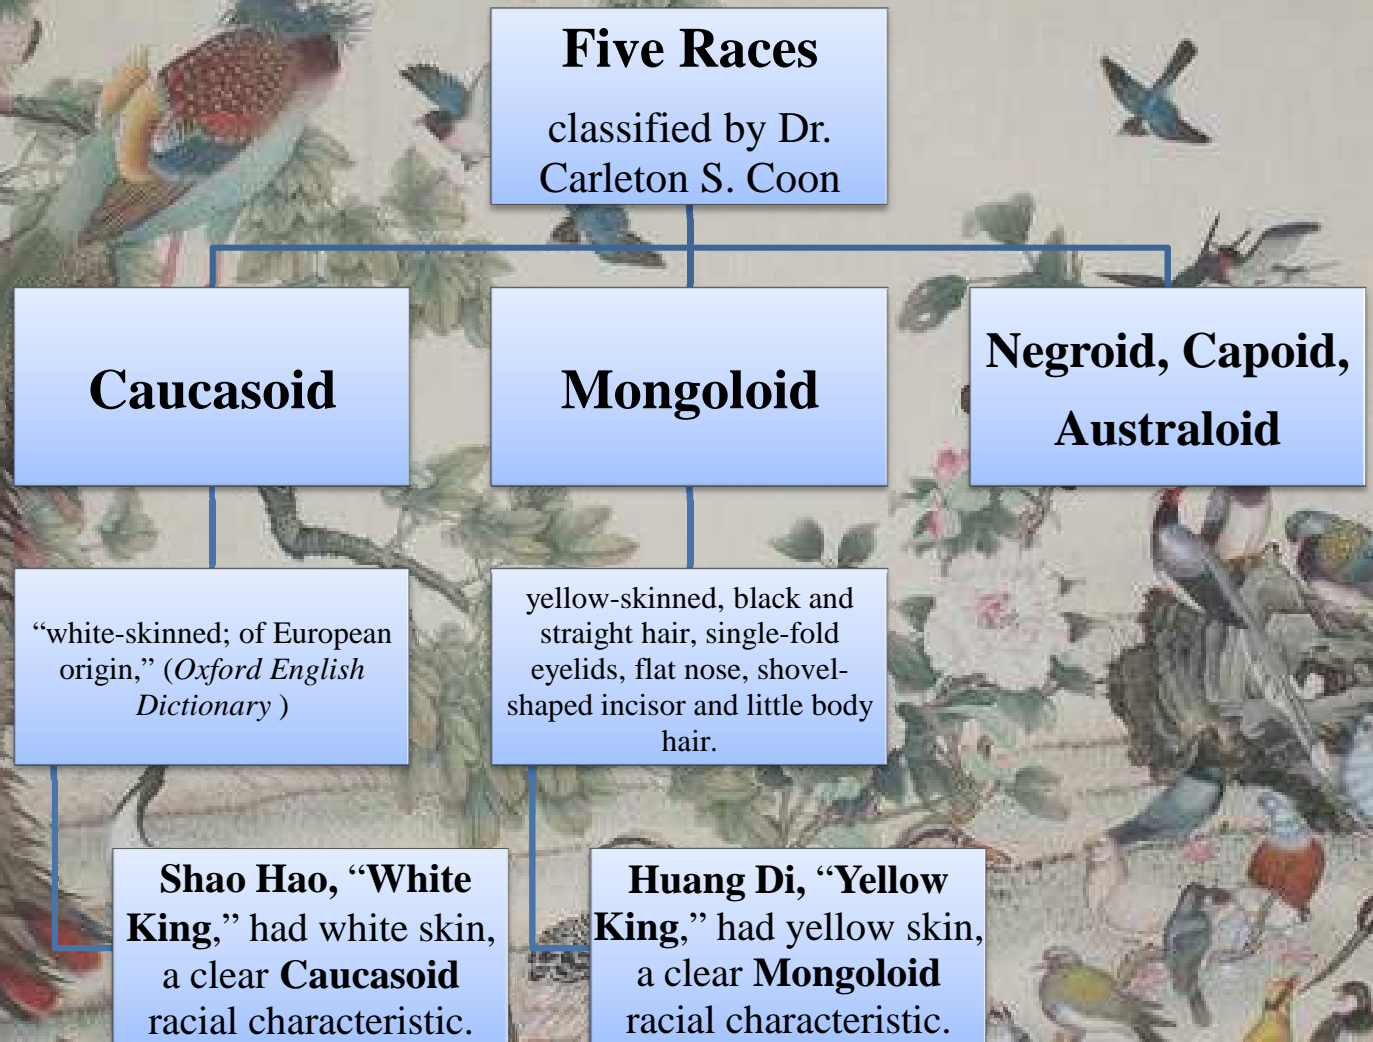 Five Races
classified by Dr.
Carleton S. Coon
Caucasoid
Mongoloid
Negroid, Capoid,
Australoid
“white-skinned; of European
origin,” (Oxford English
Dictionary )
yellow-skinned, black and
straight hair, single-fold
eyelids, flat nose, shovel-
shaped incisor and little body
hair.
Shao Hao, “White
King,” had white skin,
a clear Caucasoid
racial characteristic.
Huang Di, “Yellow
King,” had yellow skin,
a clear Mongoloid
racial characteristic.